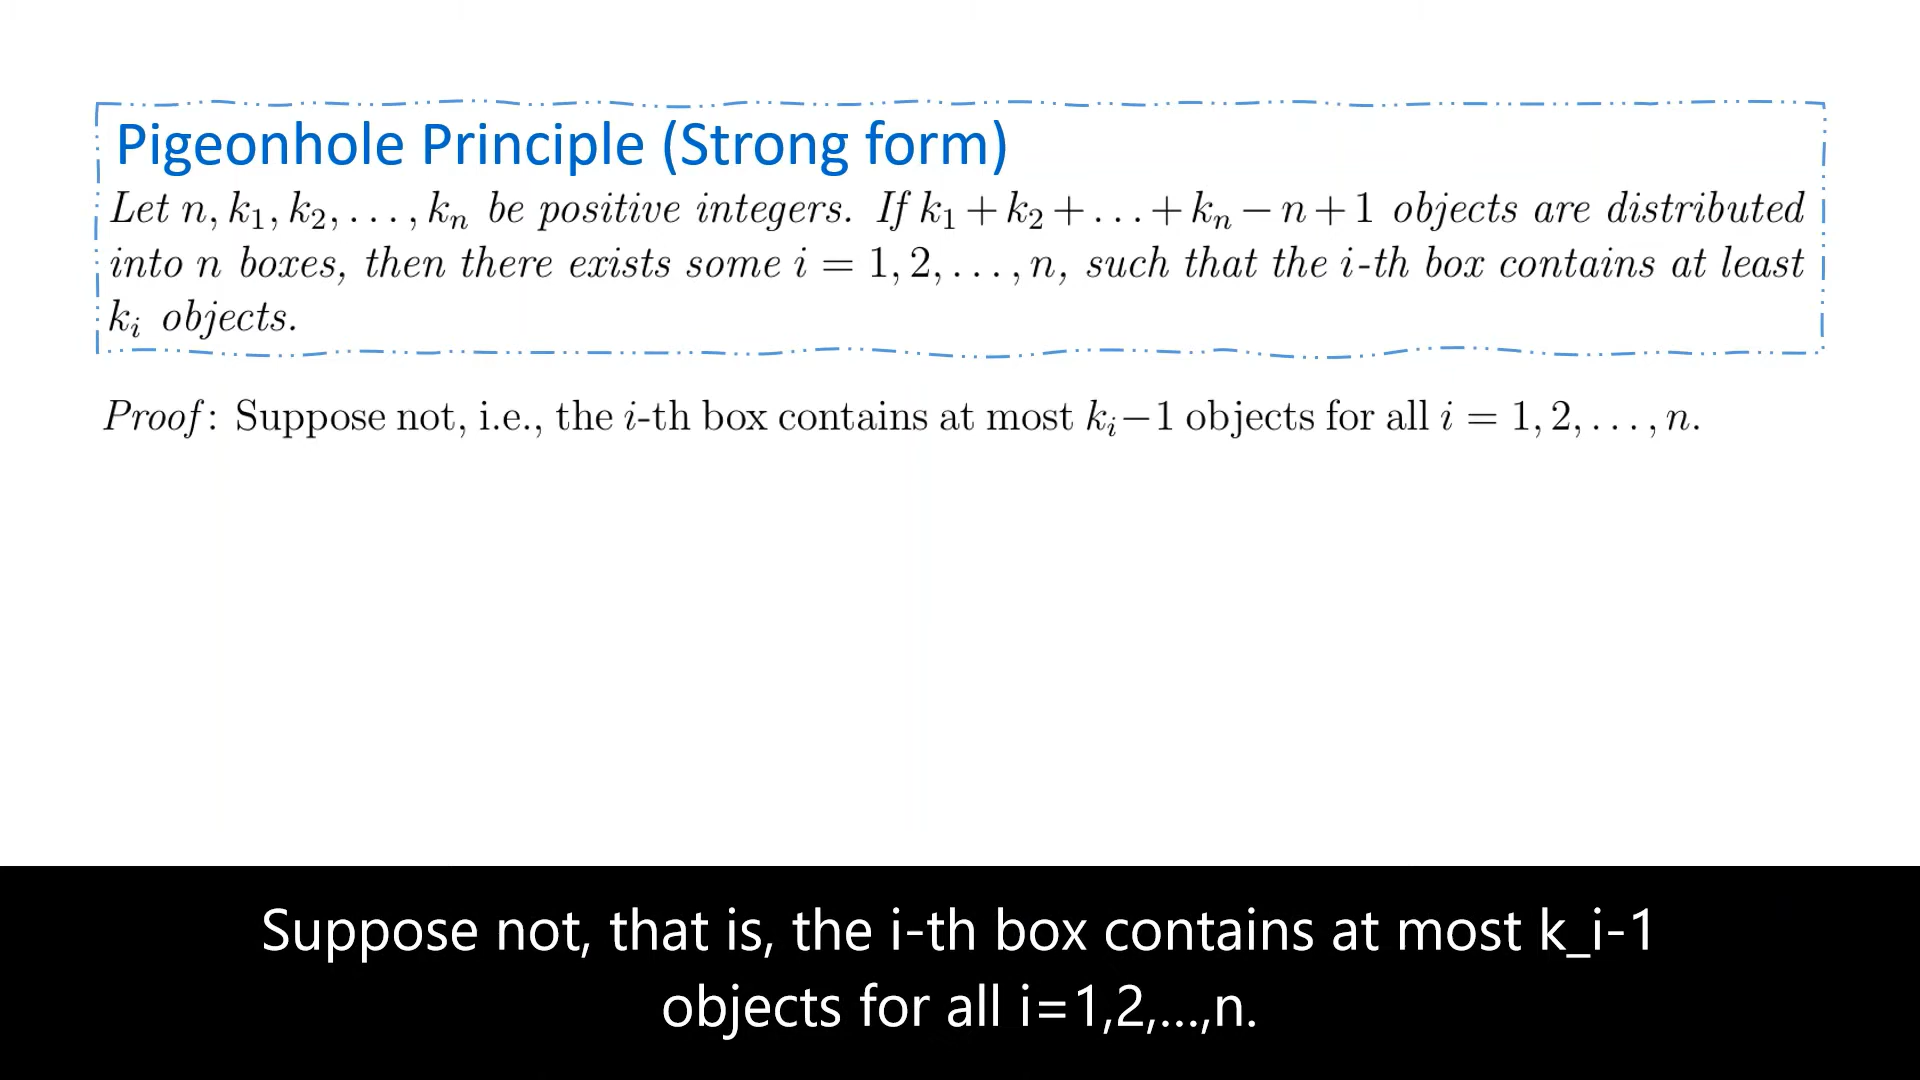 Pigeonhole Principle (Strong form)
Let n, k₁, k₂, . . . , kₙ be positive integers. If k₁ + k₂ + . . . + kₙ − n + 1 objects are distributed
into n boxes, then there exists some i = 1, 2, . . . , n, such that the i-th box contains at least
kᵢ objects.
Proof: Suppose not, i.e., the i-th box contains at most kᵢ−1 objects for all i = 1, 2, . . . , n.
Suppose not, that is, the i-th box contains at most k_i-1
objects for all i=1,2,...,n.